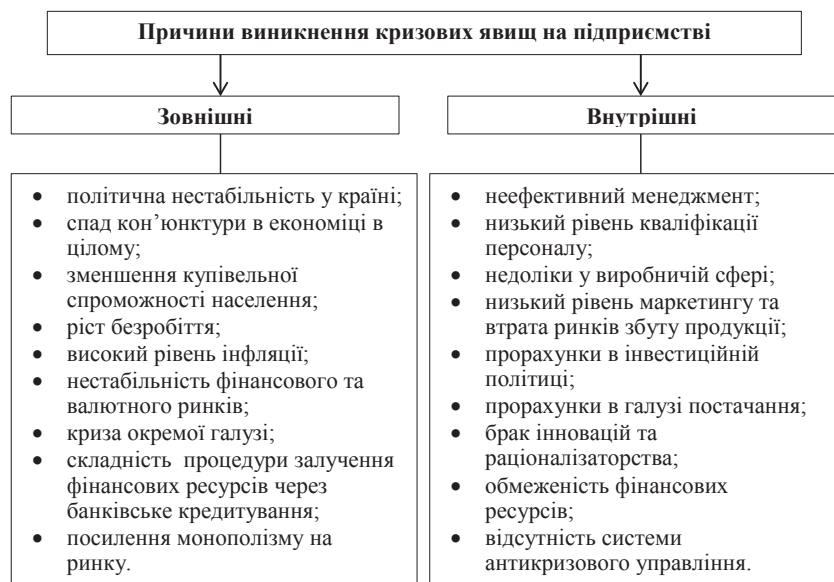 Причини виникнення кризових явищ на підприємстві
Зовнішні
• політична нестабільність у країні;
• спад кон’юнктури в економіці в
цілому;
• зменшення купівельної
спроможності населення;
• ріст безробіття;
• високий рівень інфляції;
• нестабільність фінансового та
валютного ринків;
• криза окремої галузі;
• складність процедури залучення
фінансових ресурсів через
банківське кредитування;
• посилення монополізму на
ринку.
Внутрішні
• неефективний менеджмент;
• низький рівень кваліфікації
персоналу;
• недоліки у виробничій сфері;
• низький рівень маркетингу та
втрата ринків збуту продукції;
• прорахунки в інвестиційній
політиці;
• прорахунки в галузі постачання;
• брак інновацій та
раціоналізаторства;
• обмеженість фінансових
ресурсів;
• відсутність системи
антикризового управління.